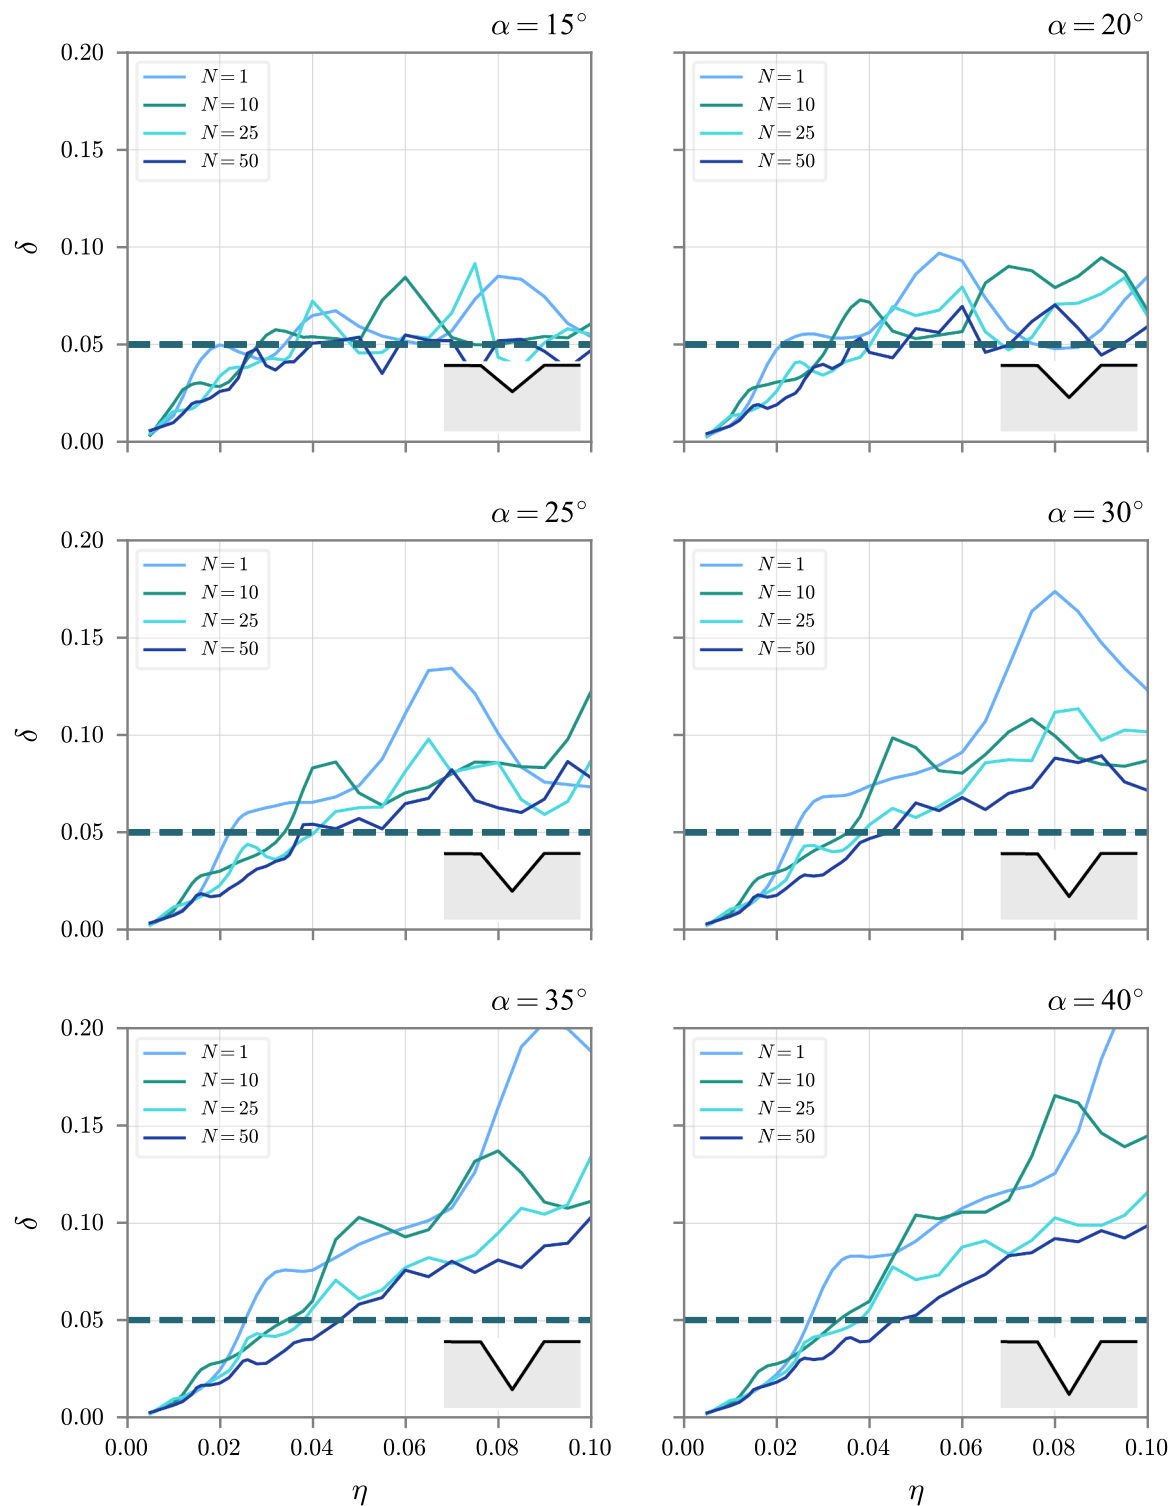 α = 15°
α = 20°
0.20
0.15
0.10
0.05
0.00
δ
N = 1
N = 10
N = 25
N = 50
N = 1
N = 10
N = 25
N = 50
α = 25°
α = 30°
0.20
0.15
0.10
0.05
0.00
δ
N = 1
N = 10
N = 25
N = 50
N = 1
N = 10
N = 25
N = 50
α = 35°
α = 40°
0.20
0.15
0.10
0.05
0.00
δ
N = 1
N = 10
N = 25
N = 50
N = 1
N = 10
N = 25
N = 50
0.00 0.02 0.04 0.06 0.08 0.10
0.00 0.02 0.04 0.06 0.08 0.10
η
η